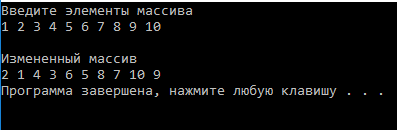 Введите элементы массива
1 2 3 4 5 6 7 8 9 10
Измененный массив
2 1 4 3 6 5 8 7 10 9
Программа завершена, нажмите любую клавишу . . .